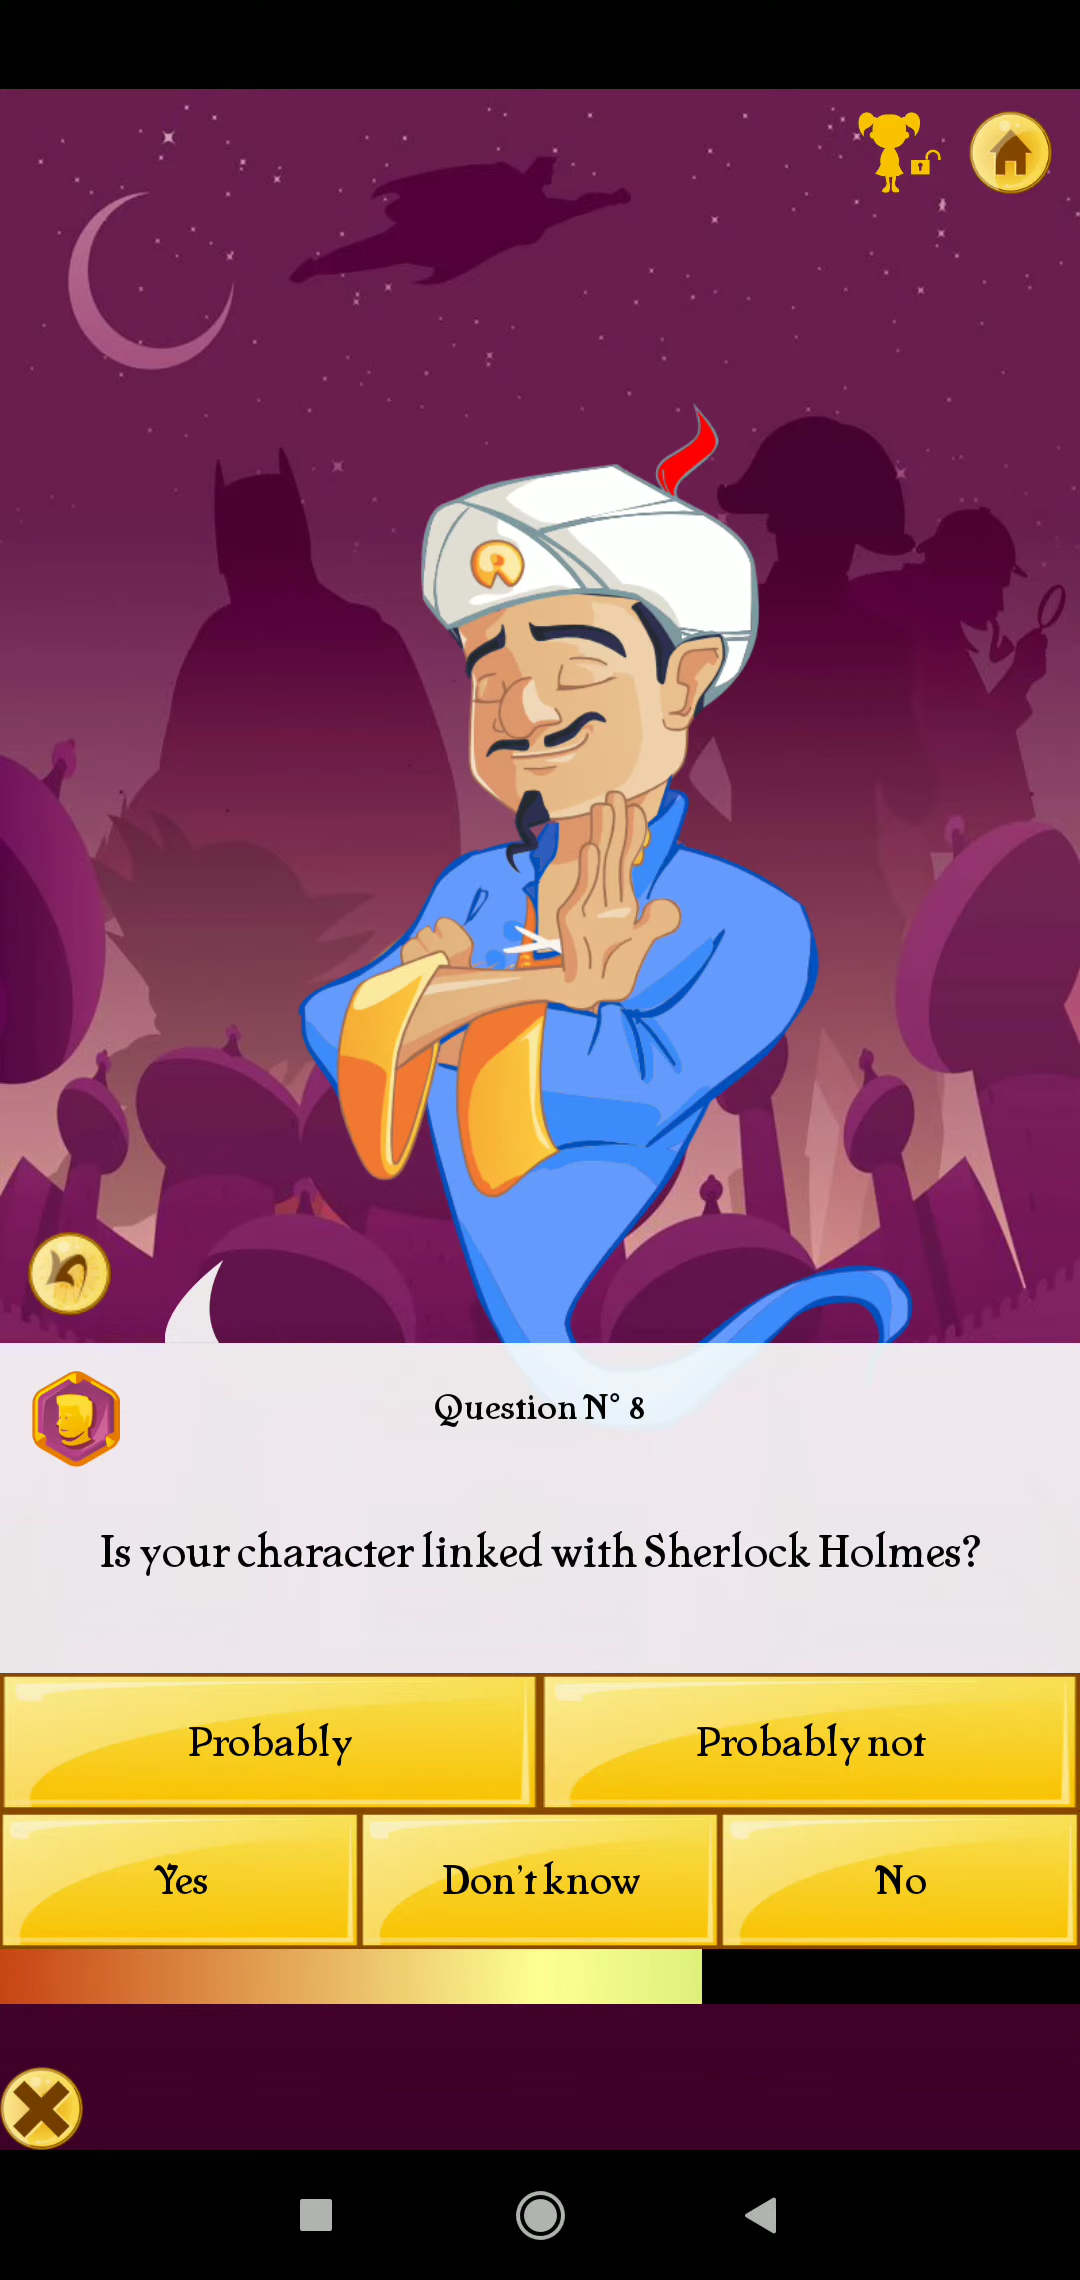 Question N° 8
Is your character linked with Sherlock Holmes?
Probably
Probably not
Yes
Don't know
No